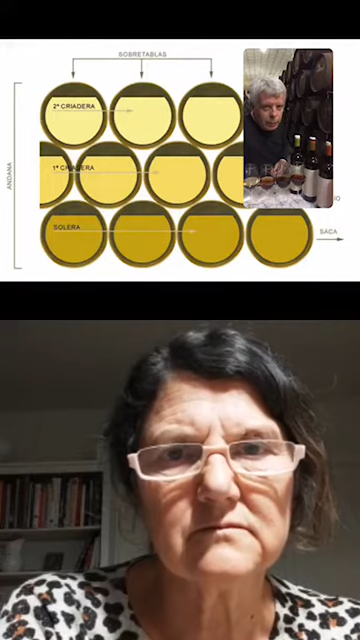 SOBRETABLAS
2ª CRIADERA
1ª CRIADERA
ANDANA
SOLERA
SACA